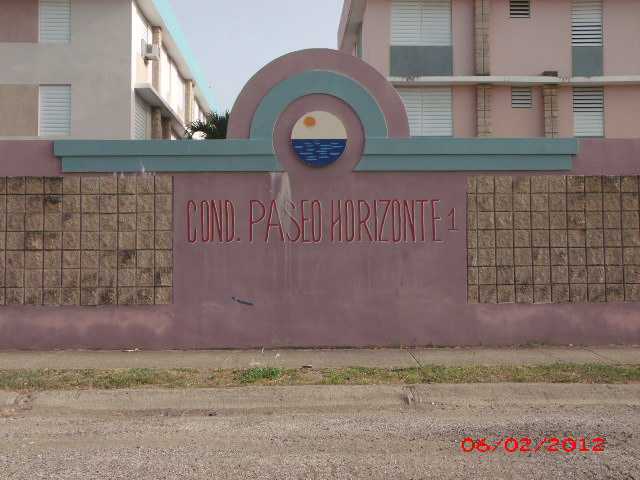 COND. PASEO HORIZONTE 1
06/02/2012